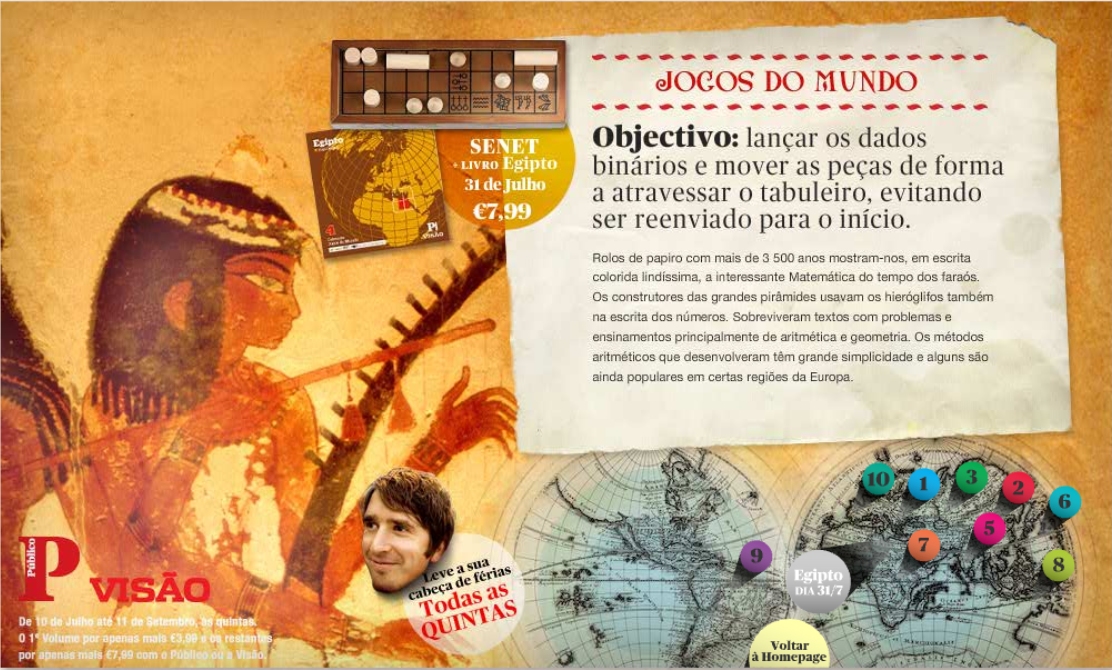 JOGOS DO MUNDO
Objectivo: lançar os dados
binários e mover as peças de forma
a atravessar o tabuleiro, evitando
ser reenviado para o início.
Rolos de papiro com mais de 3 500 anos mostram-nos, em escrita
colorida lindíssima, a interessante Matemática do tempo dos faraós.
Os construtores das grandes pirâmides usavam os hieróglifos também
na escrita dos números. Sobreviveram textos com problemas e
ensinamentos principalmente de aritmética e geometria. Os métodos
aritméticos que desenvolveram têm grande simplicidade e alguns são
ainda populares em certas regiões da Europa.
Egipto
4
Pi
VISÃO
SENET
+ LIVRO Egipto
31 de Julho
€7,99
10
1
3
2
6
5
7
9
8
Egipto
DIA 31/7
Voltar
à Homepage
Leve a sua
cabeça de férias
Todas as
QUINTAS
Público
P
VISÃO
De 10 de Julho até 11 de Setembro, às quintas.
O 1º Volume por apenas mais €3,99 e os restantes
por apenas mais €7,99 com o Público ou a Visão.